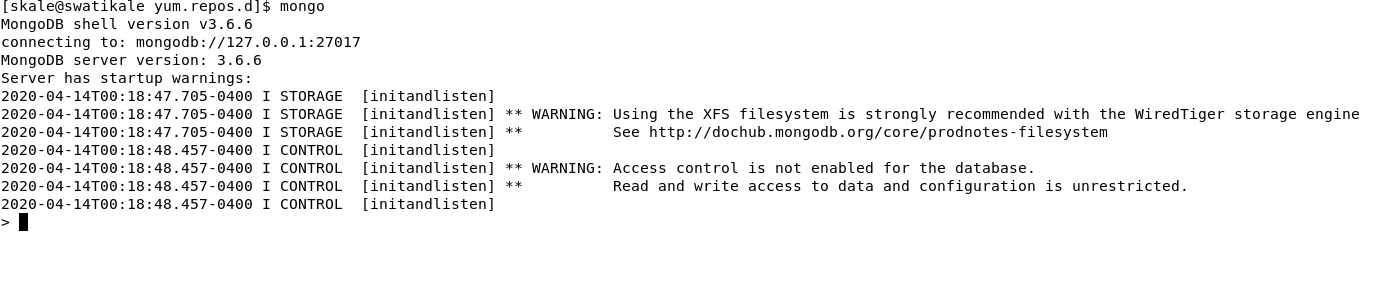 [skale@swatikale yum.repos.d]$ mongo
MongoDB shell version v3.6.6
connecting to: mongodb://127.0.0.1:27017
MongoDB server version: 3.6.6
Server has startup warnings:
2020-04-14T00:18:47.705-0400 I STORAGE  [initandlisten]
2020-04-14T00:18:47.705-0400 I STORAGE  [initandlisten] ** WARNING: Using the XFS filesystem is strongly recommended with the WiredTiger storage engine
2020-04-14T00:18:47.705-0400 I STORAGE  [initandlisten] **          See http://dochub.mongodb.org/core/prodnotes-filesystem
2020-04-14T00:18:48.457-0400 I CONTROL  [initandlisten]
2020-04-14T00:18:48.457-0400 I CONTROL  [initandlisten] ** WARNING: Access control is not enabled for the database.
2020-04-14T00:18:48.457-0400 I CONTROL  [initandlisten] **          Read and write access to data and configuration is unrestricted.
2020-04-14T00:18:48.457-0400 I CONTROL  [initandlisten]
>